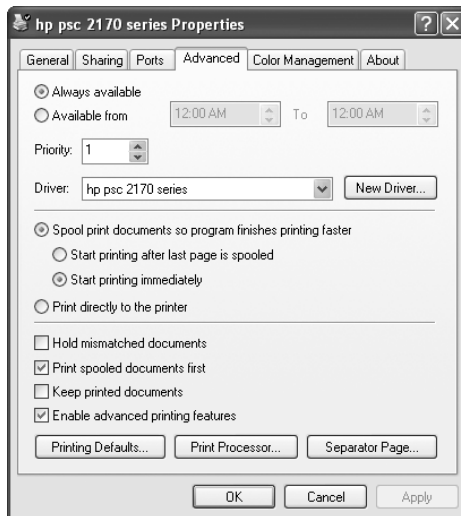 hp psc 2170 series Properties
General Sharing Ports Advanced Color Management About
Always available
Available from 12:00 AM To 12:00 AM
Priority: 1
Driver: hp psc 2170 series New Driver...
Spool print documents so program finishes printing faster
Start printing after last page is spooled
Start printing immediately
Print directly to the printer
Hold mismatched documents
Print spooled documents first
Keep printed documents
Enable advanced printing features
Printing Defaults... Print Processor... Separator Page...
OK Cancel Apply